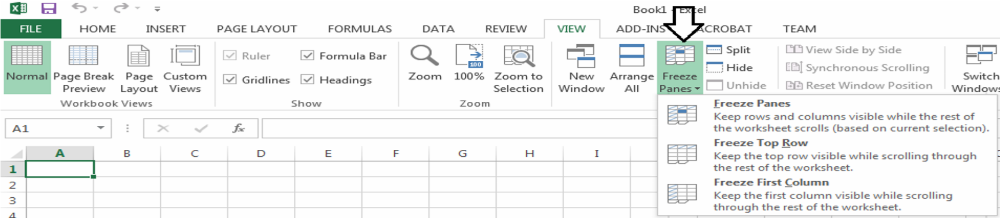 Book1 - Excel
FILE HOME INSERT PAGE LAYOUT FORMULAS DATA REVIEW VIEW ADD-INS ACROBAT TEAM
Normal
Page Break
Preview
Page
Layout
Custom
Views
Workbook Views
Ruler
Formula Bar
Gridlines
Headings
Show
Zoom
100
100%
Zoom to
Selection
Zoom
New
Window
Arrange
All
Freeze
Panes
Split
Hide
Unhide
View Side by Side
Synchronous Scrolling
Reset Window Position
Switch
Windows
Freeze Panes
Keep rows and columns visible while the rest of
the worksheet scrolls (based on current selection).
Freeze Top Row
Keep the top row visible while scrolling through
the rest of the worksheet.
Freeze First Column
Keep the first column visible while scrolling
through the rest of the worksheet.
A1
fx
A B C D E F G H I
1
2
3
4